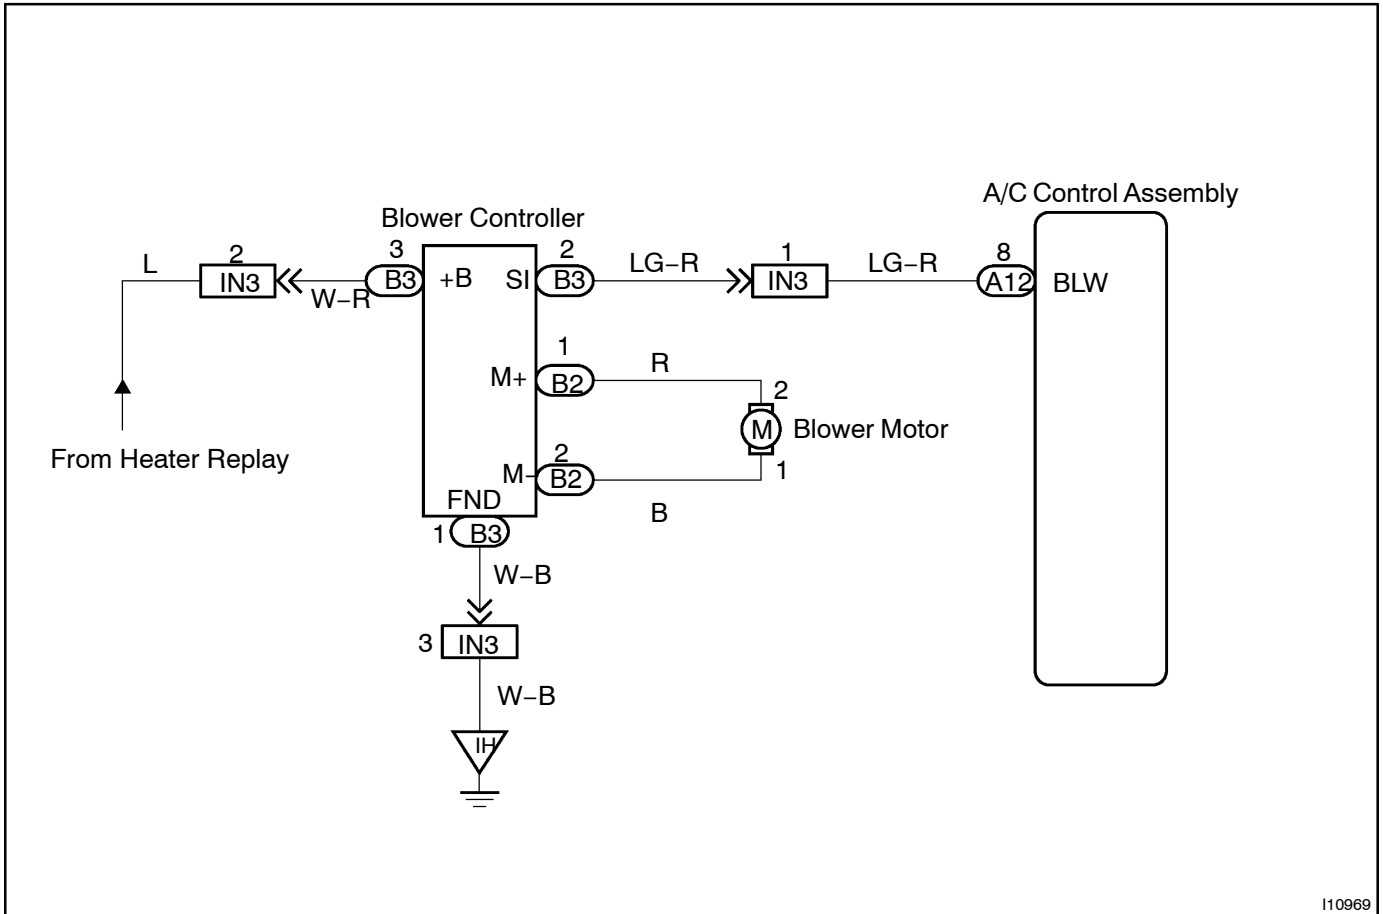 A/C Control Assembly
Blower Controller
L
2
IN3
W-R
3
B3
+B
SI
2
B3
LG-R
1
IN3
LG-R
8
A12
BLW
M+
1
B2
R
2
M
Blower Motor
1
From Heater Replay
M-
2
B2
B
FND
1
B3
W-B
3
IN3
W-B
IH
I10969